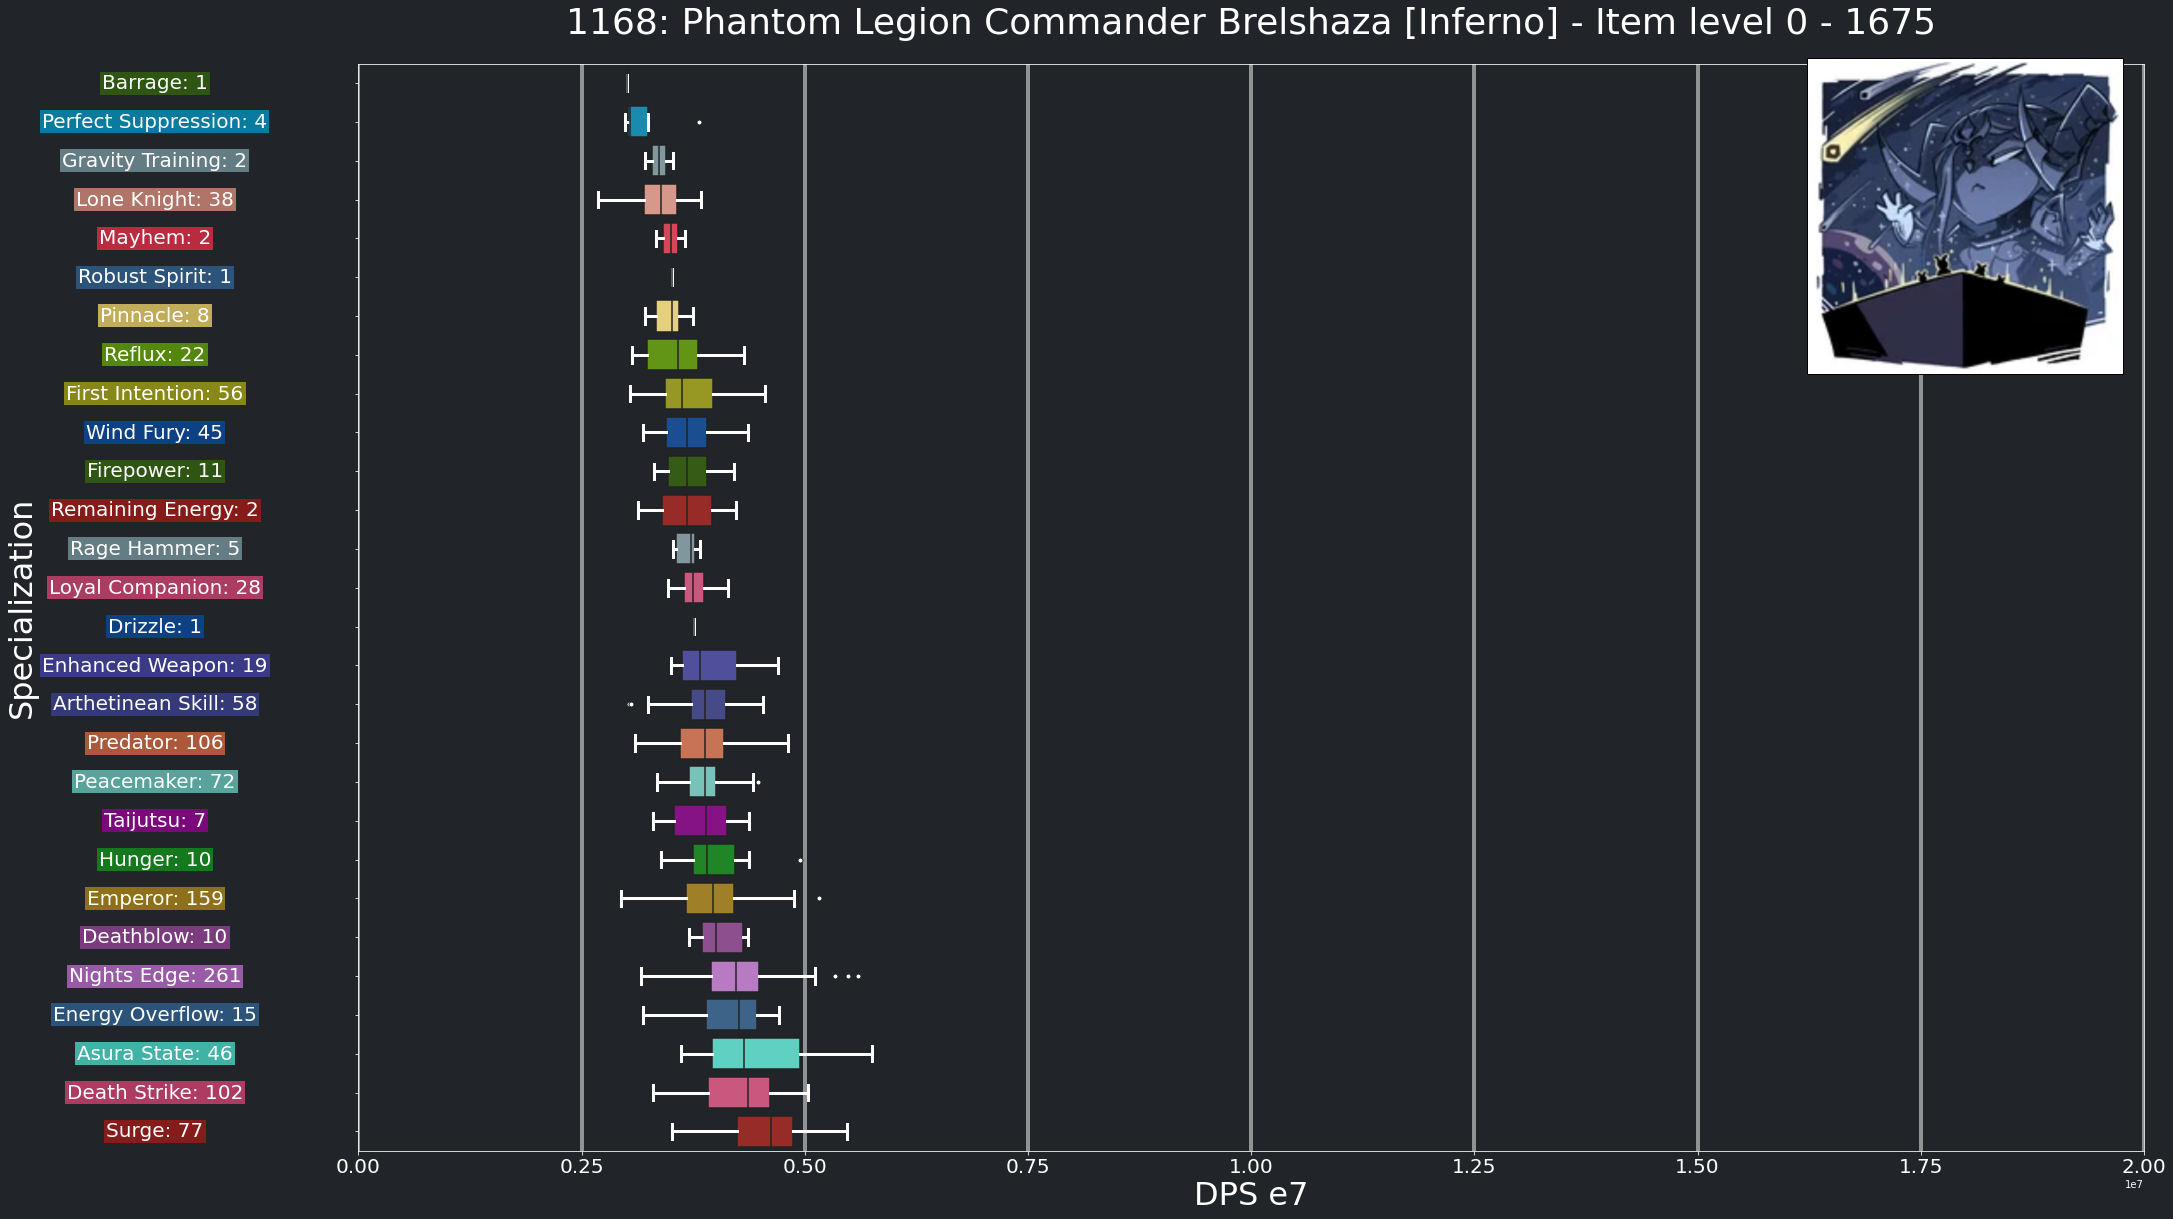 1168: Phantom Legion Commander Brelshaza [Inferno] - Item level 0 - 1675
Specialization
Barrage: 1
Perfect Suppression: 4
Gravity Training: 2
Lone Knight: 38
Mayhem: 2
Robust Spirit: 1
Pinnacle: 8
Reflux: 22
First Intention: 56
Wind Fury: 45
Firepower: 11
Remaining Energy: 2
Rage Hammer: 5
Loyal Companion: 28
Drizzle: 1
Enhanced Weapon: 19
Arthetinean Skill: 58
Predator: 106
Peacemaker: 72
Taijutsu: 7
Hunger: 10
Emperor: 159
Deathblow: 10
Nights Edge: 261
Energy Overflow: 15
Asura State: 46
Death Strike: 102
Surge: 77
0.00 0.25 0.50 0.75 1.00 1.25 1.50 1.75 2.00
1e7
DPS e7